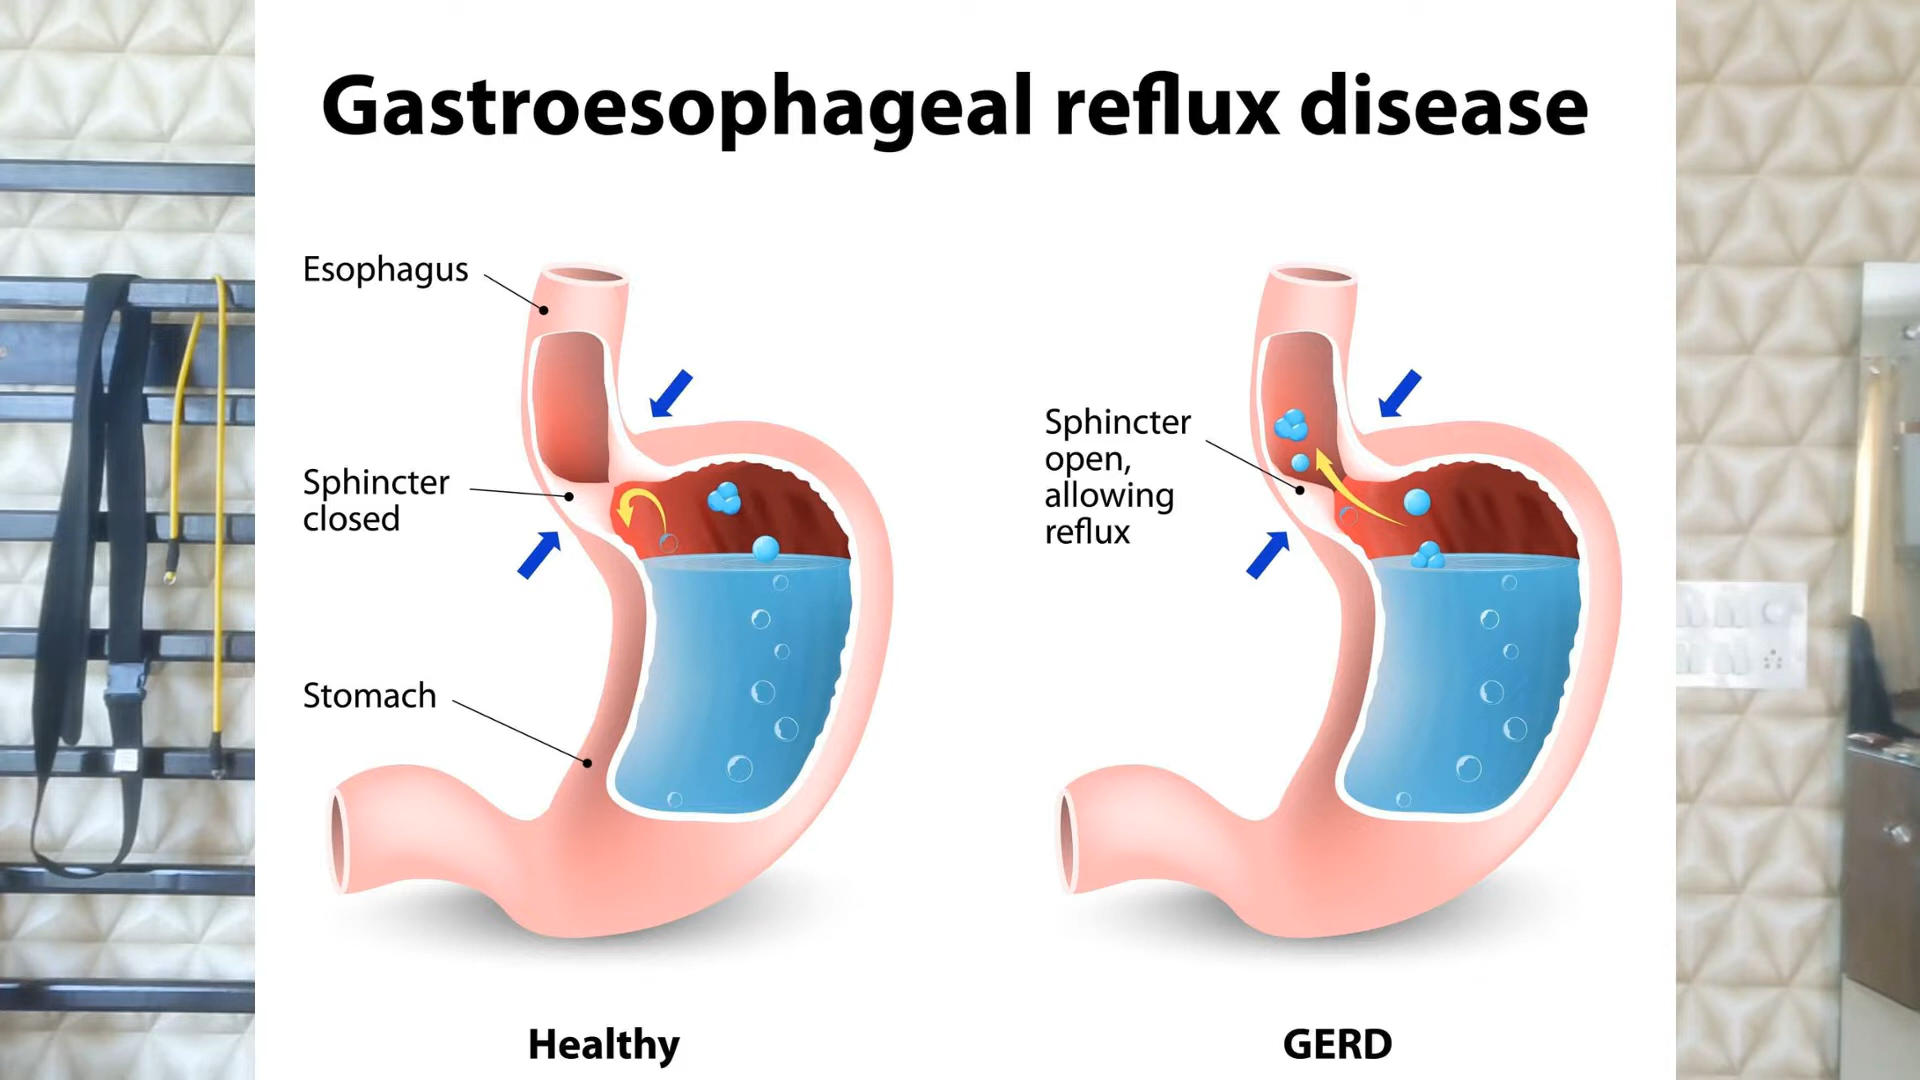 Gastroesophageal reflux disease
Esophagus
Sphincter
closed
Stomach
Sphincter
open,
allowing
reflux
Healthy
GERD